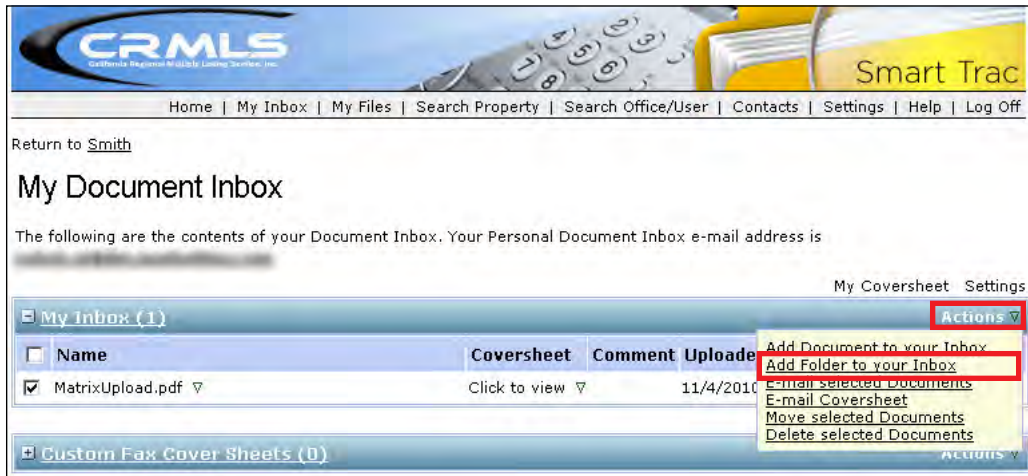 CRMLS
California Regional Multiple Listing Service, Inc.
Smart Trac
Home | My Inbox | My Files | Search Property | Search Office/User | Contacts | Settings | Help | Log Off
Return to Smith
My Document Inbox
The following are the contents of your Document Inbox. Your Personal Document Inbox e-mail address is
My Coversheet Settings
My Inbox (1) Actions
Name Coversheet Comment Uploade
MatrixUpload.pdf Click to view 11/4/2010
Add Document to your Inbox
Add Folder to your Inbox
E-mail selected Documents
E-mail Coversheet
Move selected Documents
Delete selected Documents
Custom Fax Cover Sheets (0) Actions